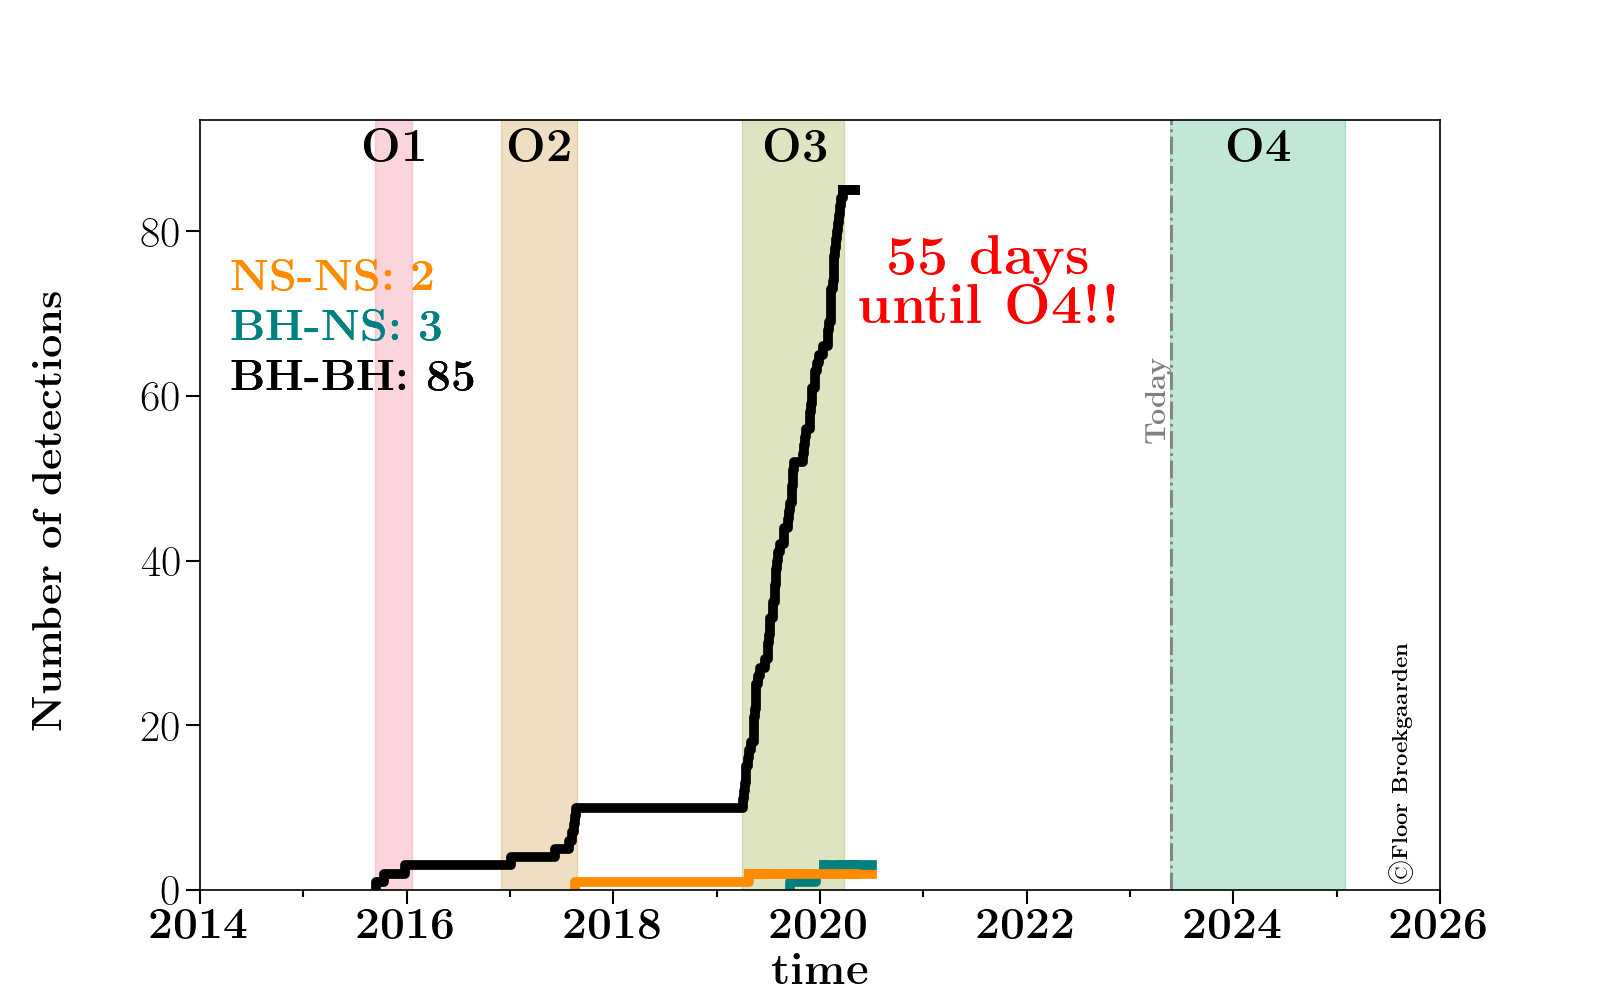 O1
O2
O3
O4
NS-NS: 2
BH-NS: 3
BH-BH: 85
55 days
until O4!!
Today
©Floor Broekgaarden
Number of detections
80
60
40
20
0
2014
2016
2018
2020
2022
2024
2026
time